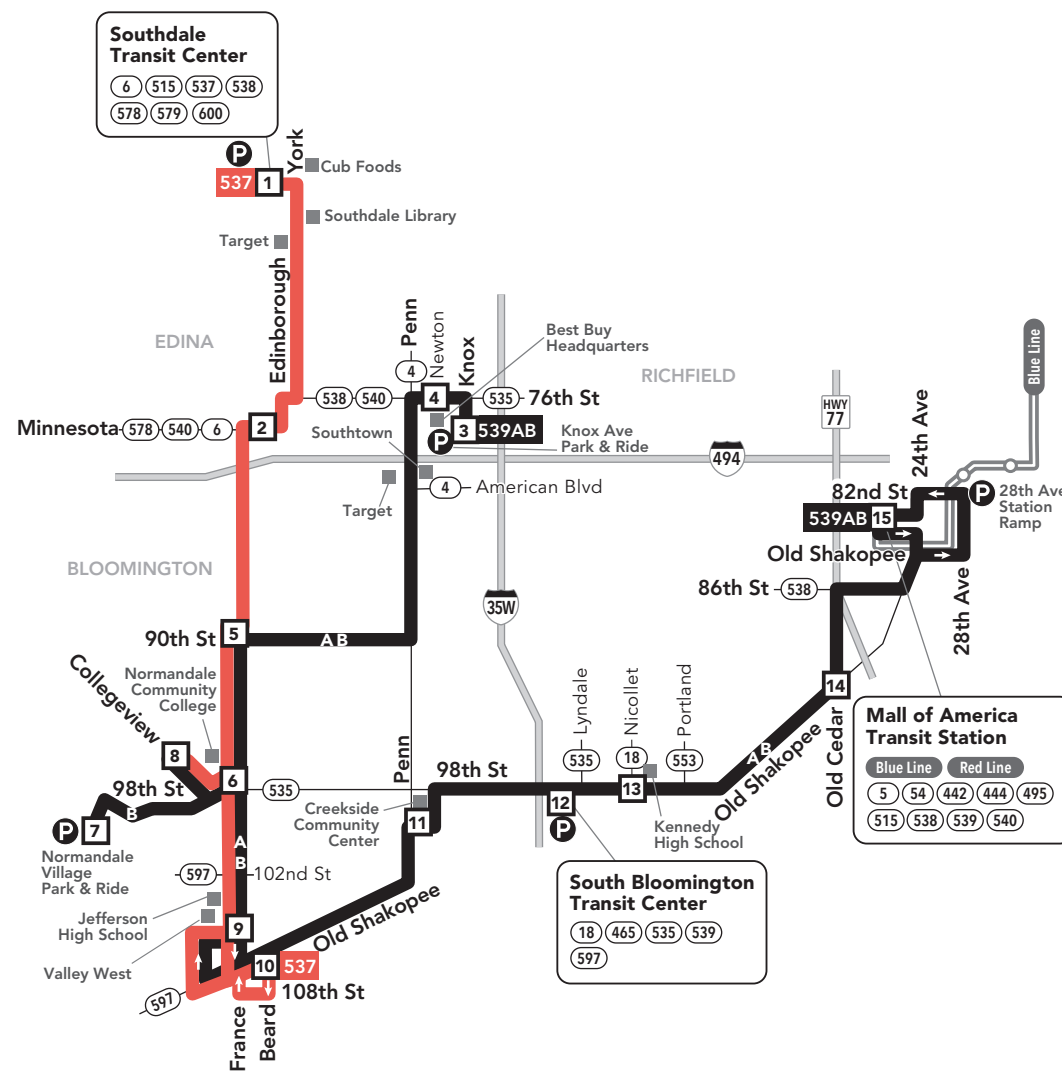 Southdale
Transit Center
6 515 537 538
578 579 600
P
537 1
York
Cub Foods
Southdale Library
Target
Edinborough
EDINA
Penn
Newton
Knox
Best Buy
Headquarters
RICHFIELD
Blue Line
4
538 540
4
535 76th St
HWY
77
Minnesota 578 540 6 2
Southtown
3 539AB
P
Knox Ave
Park & Ride
494
24th Ave
Target
4 American Blvd
82nd St
P
28th Ave
Station
Ramp
539AB 15
Old Shakopee
BLOOMINGTON
86th St 538
28th Ave
35W
90th St 5
A B
Normandale
Community
College
Collegeview
8
6
98th St
B
535
P
7
Normandale
Village
Park & Ride
A
B
597 102nd St
Jefferson
High School
Valley West
9
10 537
108th St
597
France
Beard
Penn
98th St
Creekside
Community
Center
11
Old Shakopee
Lyndale
Nicollet
Portland
535
18
553
12
P
13
Kennedy
High School
Old Shakopee
A B
14
Old Cedar
Mall of America
Transit Station
Blue Line Red Line
5 54 442 444 495
515 538 539 540
South Bloomington
Transit Center
18 465 535 539
597